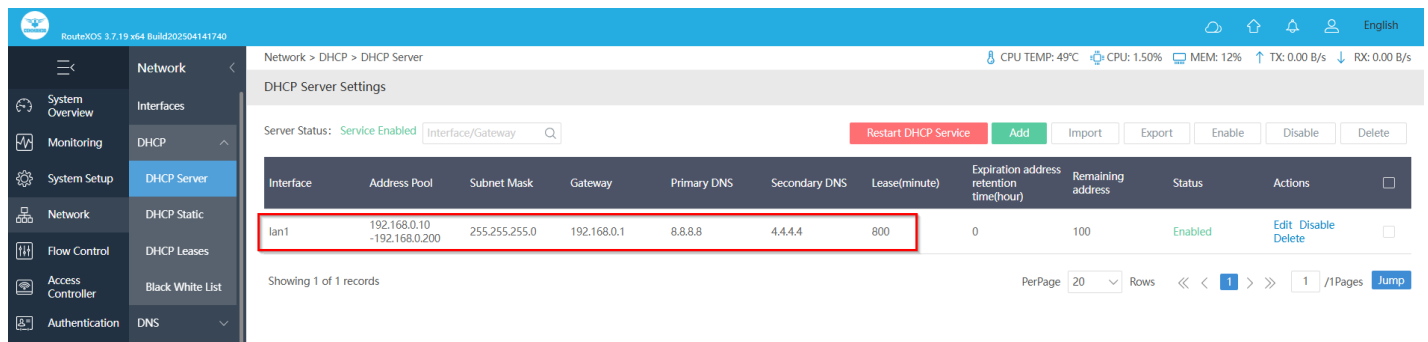 RouteXOS 3.7.19 x64 Build202504141740
English
Network
Network > DHCP > DHCP Server
CPU TEMP: 49℃ CPU: 1.50% MEM: 12% TX: 0.00 B/s RX: 0.00 B/s
DHCP Server Settings
System
Overview
Monitoring
System Setup
Network
Flow Control
Access
Controller
Authentication
Interfaces
DHCP
DHCP Server
DHCP Static
DHCP Leases
Black White List
DNS
Server Status: Service Enabled Interface/Gateway
Restart DHCP Service Add Import Export Enable Disable Delete
Interface Address Pool Subnet Mask Gateway Primary DNS Secondary DNS Lease(minute) Expiration address
retention
time(hour) Remaining
address Status Actions
lan1 192.168.0.10
-192.168.0.200 255.255.255.0 192.168.0.1 8.8.8.8 4.4.4.4 800 0 100 Enabled Edit Disable
Delete
Showing 1 of 1 records
PerPage 20 Rows 1 1 /1Pages Jump